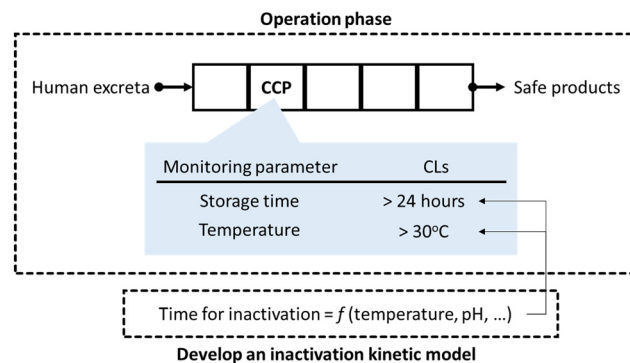 Operation phase
Human excreta
CCP
Safe products
Monitoring parameter CLs
Storage time > 24 hours
Temperature > 30°C
Time for inactivation = f (temperature, pH, ...)
Develop an inactivation kinetic model